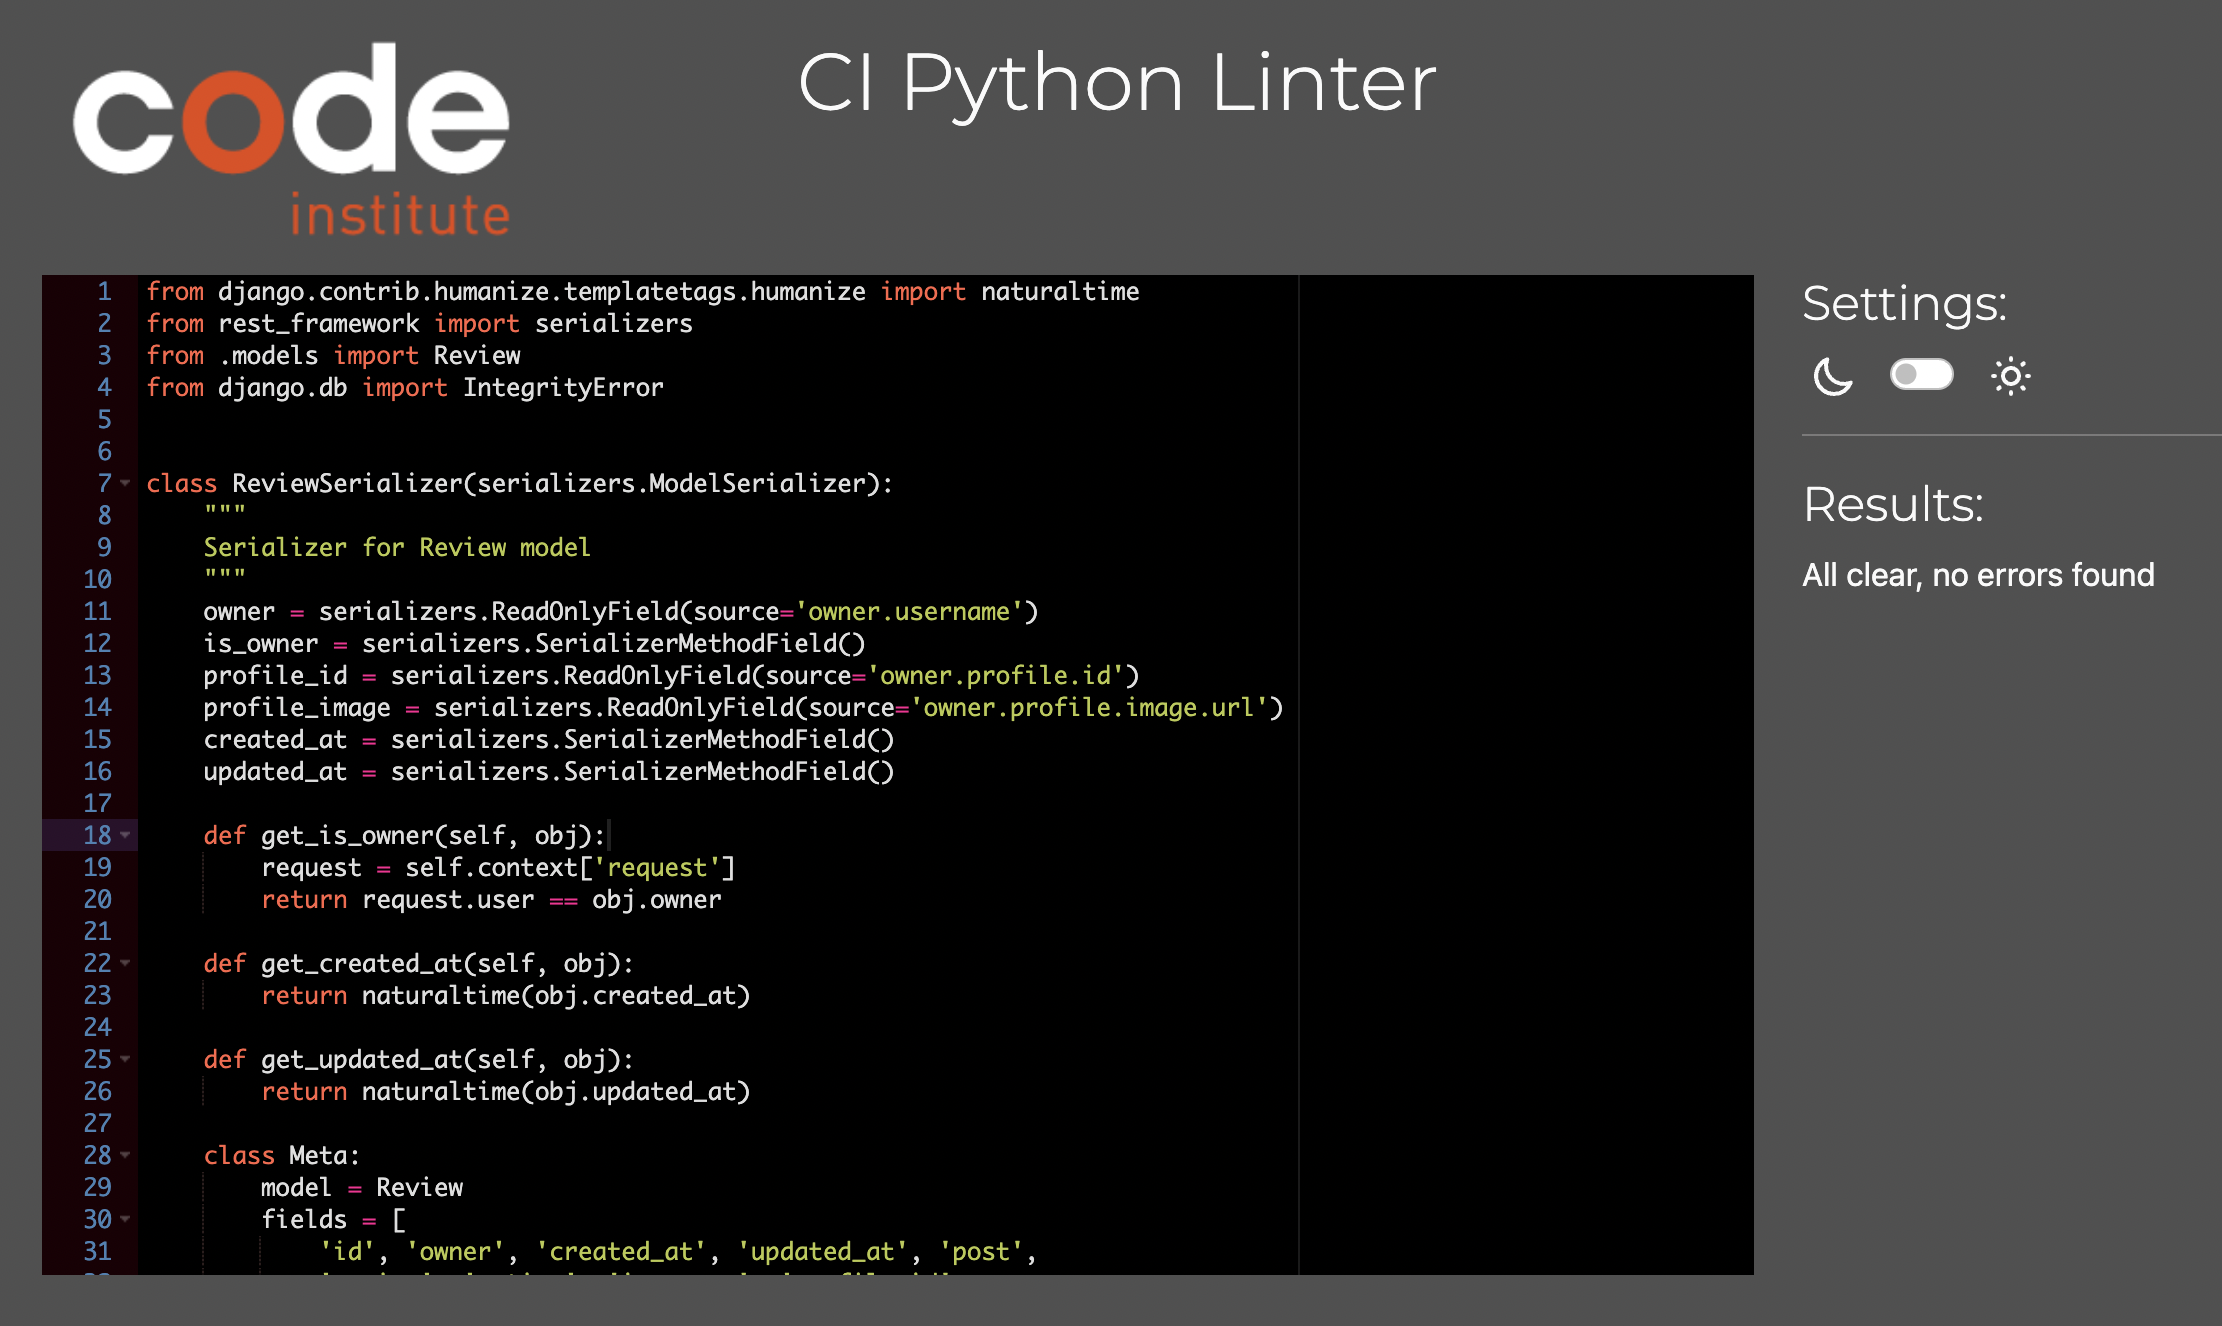 code
institute
CI Python Linter
1 from django.contrib.humanize.templatetags.humanize import naturaltime
2 from rest_framework import serializers
3 from .models import Review
4 from django.db import IntegrityError
5
6
7 class ReviewSerializer(serializers.ModelSerializer):
8     """
9     Serializer for Review model
10     """
11     owner = serializers.ReadOnlyField(source='owner.username')
12     is_owner = serializers.SerializerMethodField()
13     profile_id = serializers.ReadOnlyField(source='owner.profile.id')
14     profile_image = serializers.ReadOnlyField(source='owner.profile.image.url')
15     created_at = serializers.SerializerMethodField()
16     updated_at = serializers.SerializerMethodField()
17
18     def get_is_owner(self, obj):
19         request = self.context['request']
20         return request.user == obj.owner
21
22     def get_created_at(self, obj):
23         return naturaltime(obj.created_at)
24
25     def get_updated_at(self, obj):
26         return naturaltime(obj.updated_at)
27
28     class Meta:
29         model = Review
30         fields = [
31             'id', 'owner', 'created_at', 'updated_at', 'post',
Settings:
Results:
All clear, no errors found